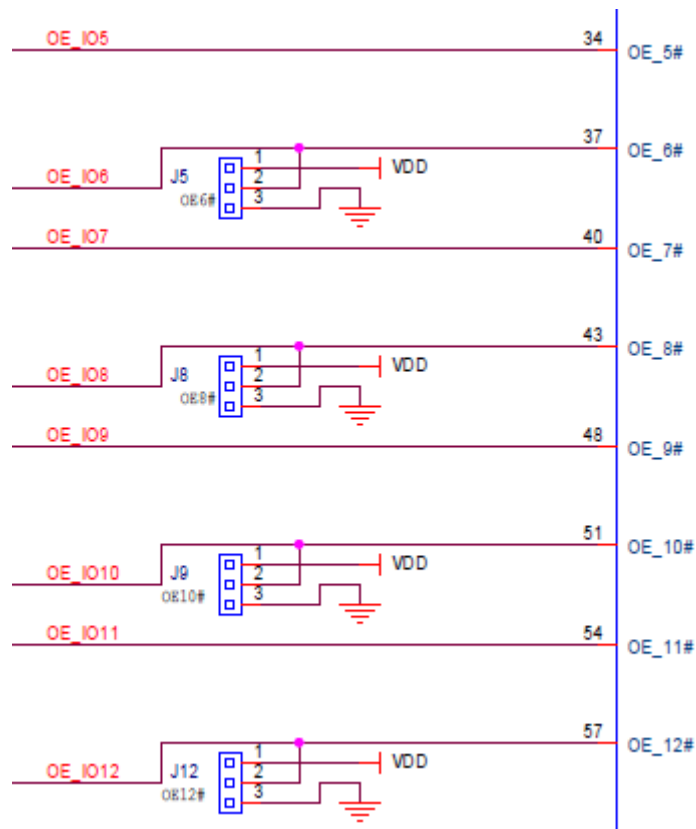 OE_IO5 34 OE_5#
37 OE_6#
1 VDD
OE_IO6 J5 2
OE6# 3
OE_IO7 40 OE_7#
43 OE_8#
1 VDD
OE_IO8 J8 2
OE8# 3
OE_IO9 48 OE_9#
51 OE_10#
1 VDD
OE_IO10 J9 2
OE10# 3
OE_IO11 54 OE_11#
57 OE_12#
1 VDD
OE_IO12 J12 2
OE12# 3